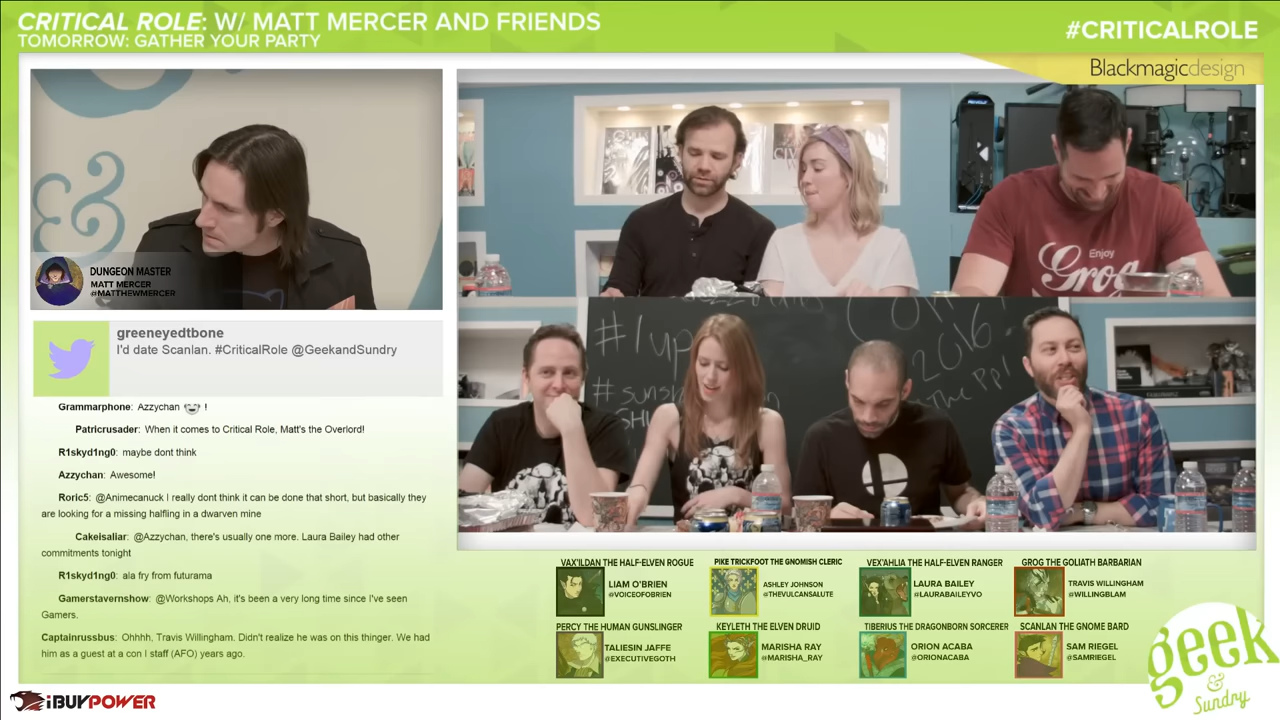 CRITICAL ROLE: W/ MATT MERCER AND FRIENDS
TOMORROW: GATHER YOUR PARTY
#CRITICALROLE
Blackmagicdesign
DUNGEON MASTER
MATT MERCER
@MATTHEWMERCER
greeneyedtbone
I'd date Scanlan. #CriticalRole @GeekandSundry
Grammarphone: Azzychan !
Patricrusader: When it comes to Critical Role, Matt's the Overlord!
R1skyd1ng0: maybe dont think
Azzychan: Awesome!
Roric5: @Animecanuck I really dont think it can be done that short, but basically they
are looking for a missing halfling in a dwarven mine
Cakeisaliar: @Azzychan, there's usually one more. Laura Bailey had other
commitments tonight
R1skyd1ng0: ala fry from futurama
Gamerstavernshow: @Workshops Ah, it's been a very long time since I've seen
Gamers.
Captainrussbus: Ohhhh, Travis Willingham. Didn't realize he was on this thinger. We had
him as a guest at a con I staff (AFO) years ago.
Enjoy
Grog
#1up
2016
#sunsh
the PPl
VAX'ILDAN THE HALF-ELVEN ROGUE
LIAM O'BRIEN
@VOICEOFOBRIEN
PIKE TRICKFOOT THE GNOMISH CLERIC
ASHLEY JOHNSON
@THEVULCANSALUTE
VEX'AHLIA THE HALF-ELVEN RANGER
LAURA BAILEY
@LAURABAILEYVO
GROG THE GOLIATH BARBARIAN
TRAVIS WILLINGHAM
@WILLINGBLAM
PERCY THE HUMAN GUNSLINGER
TALIESIN JAFFE
@EXECUTIVEGOTH
KEYLETH THE ELVEN DRUID
MARISHA RAY
@MARISHA_RAY
TIBERIUS THE DRAGONBORN SORCERER
ORION ACABA
@ORIONACABA
SCANLAN THE GNOME BARD
SAM RIEGEL
@SAMRIEGEL
geek
&
Sundry
iBUYPOWER